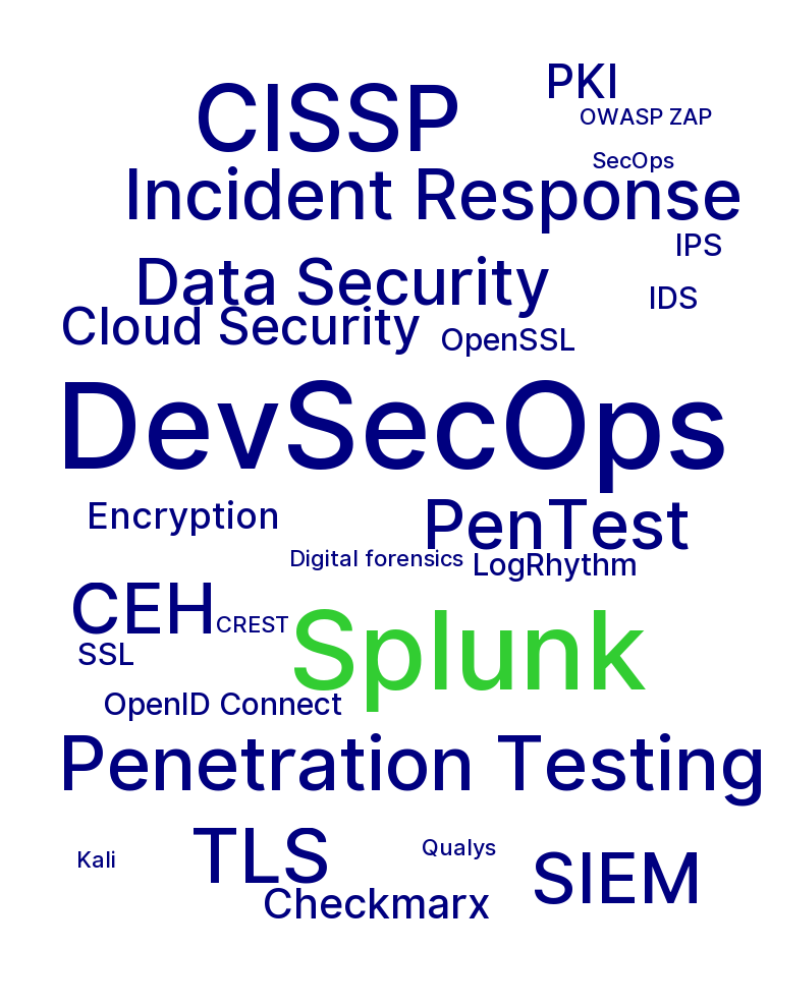 PKI
CISSP
OWASP ZAP
SecOps
Incident Response
IPS
Data Security
IDS
Cloud Security
OpenSSL
DevSecOps
Encryption
PenTest
Digital forensics
LogRhythm
CEH
CREST
Splunk
SSL
OpenID Connect
Penetration Testing
TLS
Qualys
Kali
SIEM
Checkmarx